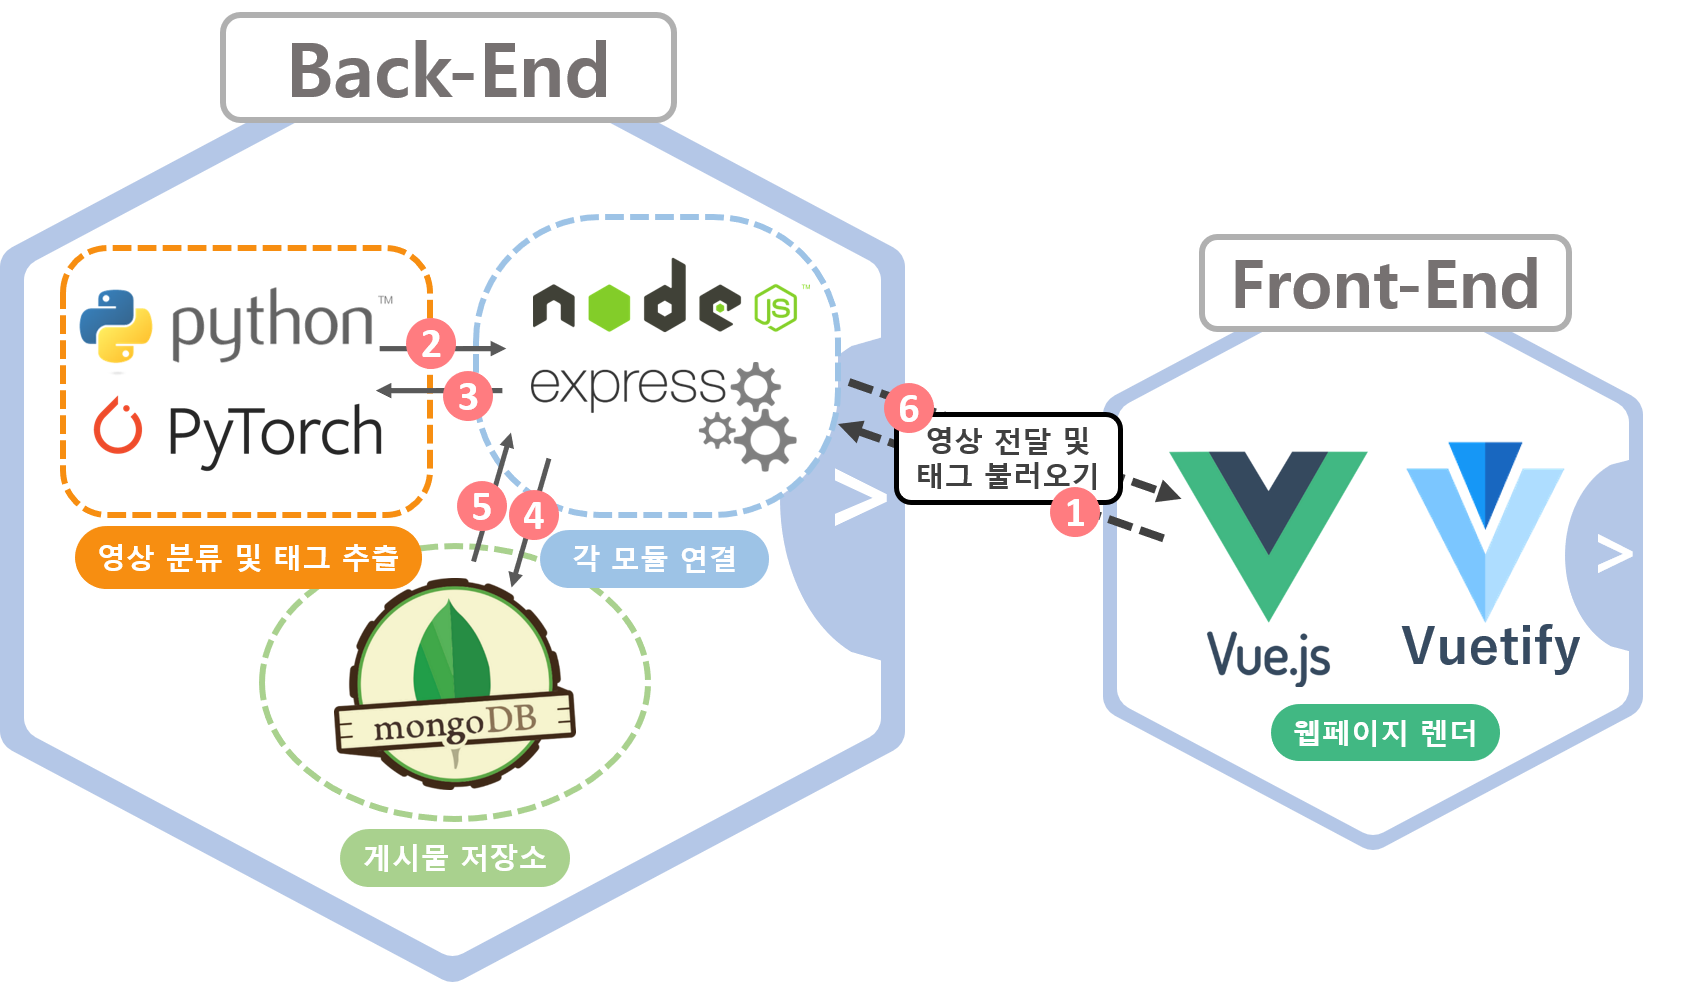 Back-End
python™
PyTorch
영상 분류 및 태그 추출
2
3
node JS™
express
각 모듈 연결
5
4
mongoDB
게시물 저장소
>
6
영상 전달 및
태그 불러오기
1
Front-End
Vue.js
Vuetify
웹페이지 렌더
>